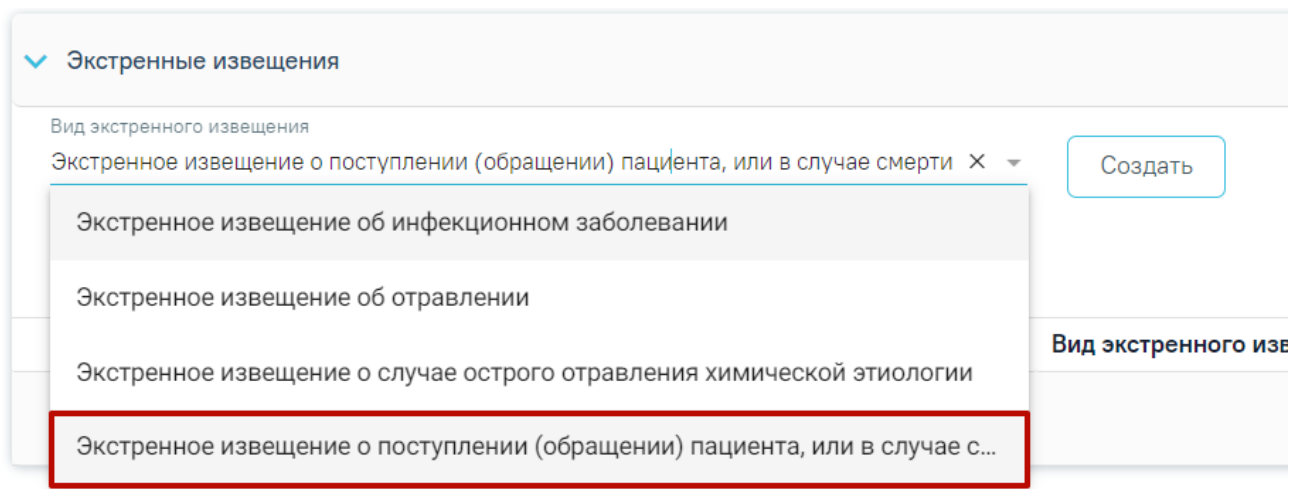 Экстренные извещения
Вид экстренного извещения
Экстренное извещение о поступлении (обращении) пациента, или в случае смерти
Создать
Экстренное извещение об инфекционном заболевании
Экстренное извещение об отравлении
Вид экстренного изв
Экстренное извещение о случае острого отравления химической этиологии
Экстренное извещение о поступлении (обращении) пациента, или в случае с...